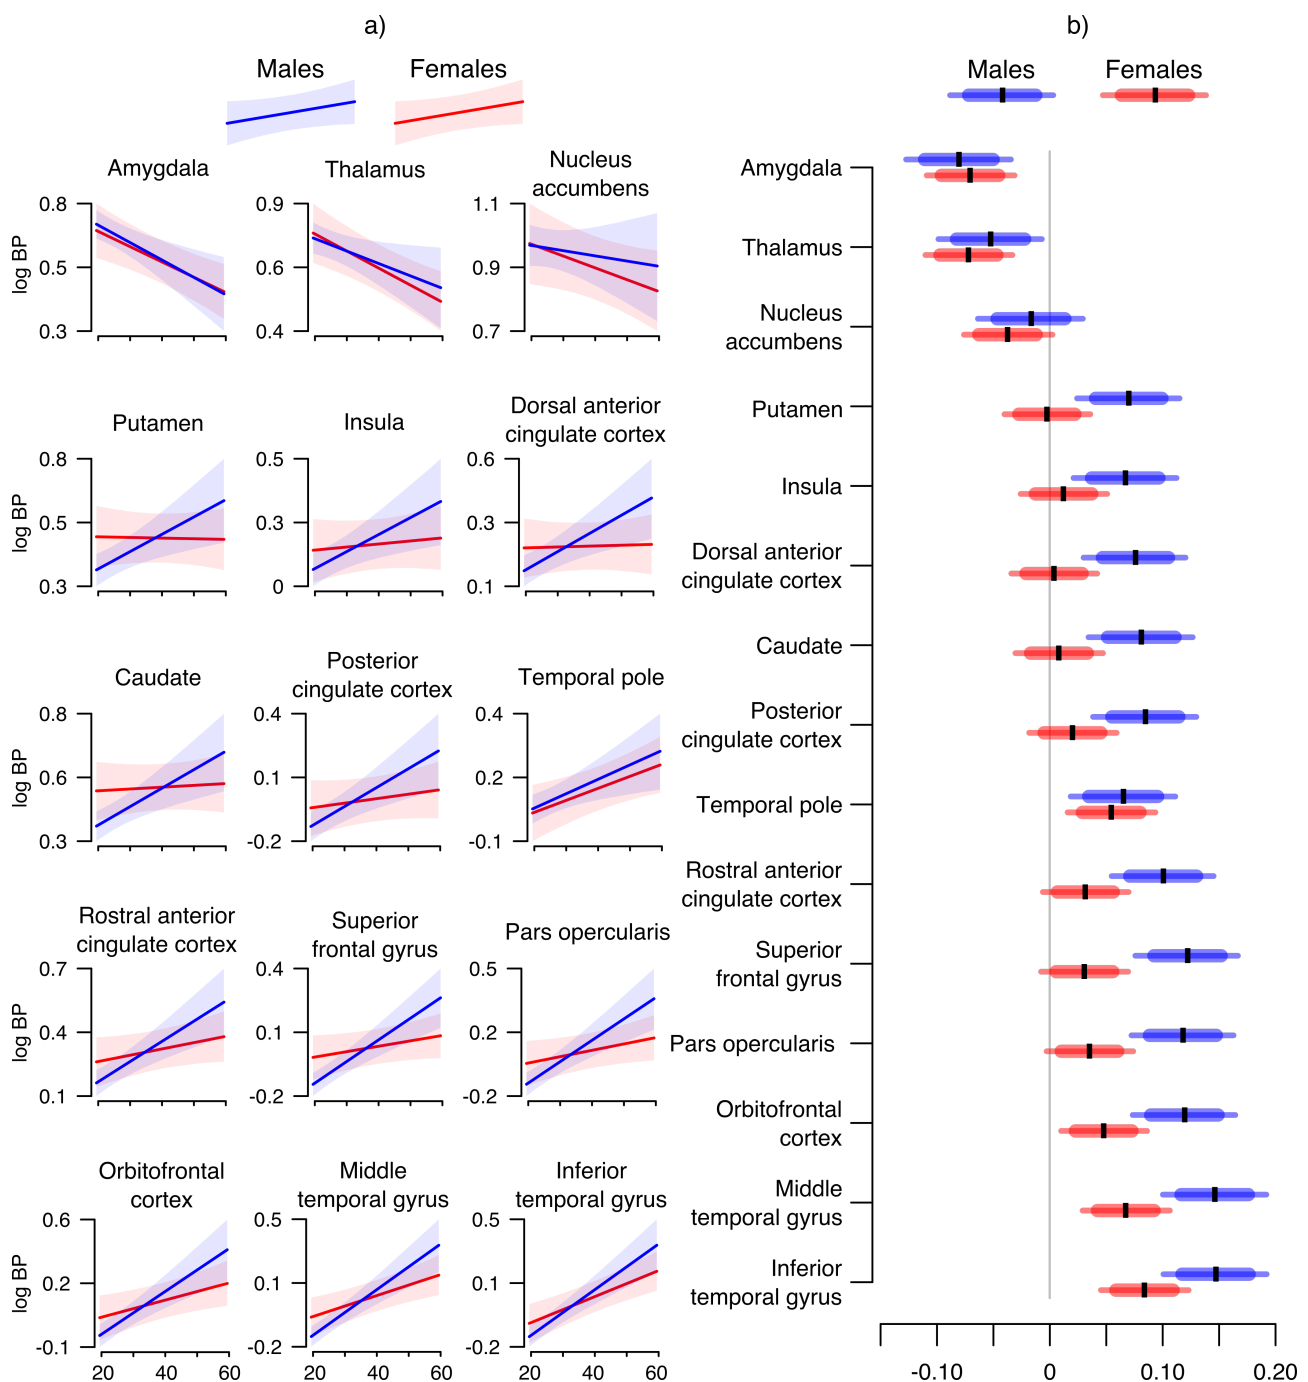 a)
Males Females
Amygdala Thalamus Nucleus
accumbens
log BP
0.8
0.5
0.3
0.9
0.6
0.4
1.1
0.9
0.7
Putamen Insula Dorsal anterior
cingulate cortex
log BP
0.8
0.5
0.3
0.5
0.3
0
0.6
0.3
0.1
Caudate Posterior
cingulate cortex Temporal pole
log BP
0.8
0.6
0.3
0.4
0.1
-0.2
0.4
0.2
-0.1
Rostral anterior
cingulate cortex Superior
frontal gyrus Pars opercularis
log BP
0.7
0.4
0.1
0.4
0.1
-0.2
0.5
0.2
-0.2
Orbitofrontal
cortex Middle
temporal gyrus Inferior
temporal gyrus
log BP
0.6
0.2
-0.1
0.5
0.1
-0.2
0.5
0.1
-0.2
20 40 60 20 40 60 20 40 60
b)
Males Females
Amygdala
Thalamus
Nucleus
accumbens
Putamen
Insula
Dorsal anterior
cingulate cortex
Caudate
Posterior
cingulate cortex
Temporal pole
Rostral anterior
cingulate cortex
Superior
frontal gyrus
Pars opercularis
Orbitofrontal
cortex
Middle
temporal gyrus
Inferior
temporal gyrus
-0.10 0 0.10 0.20